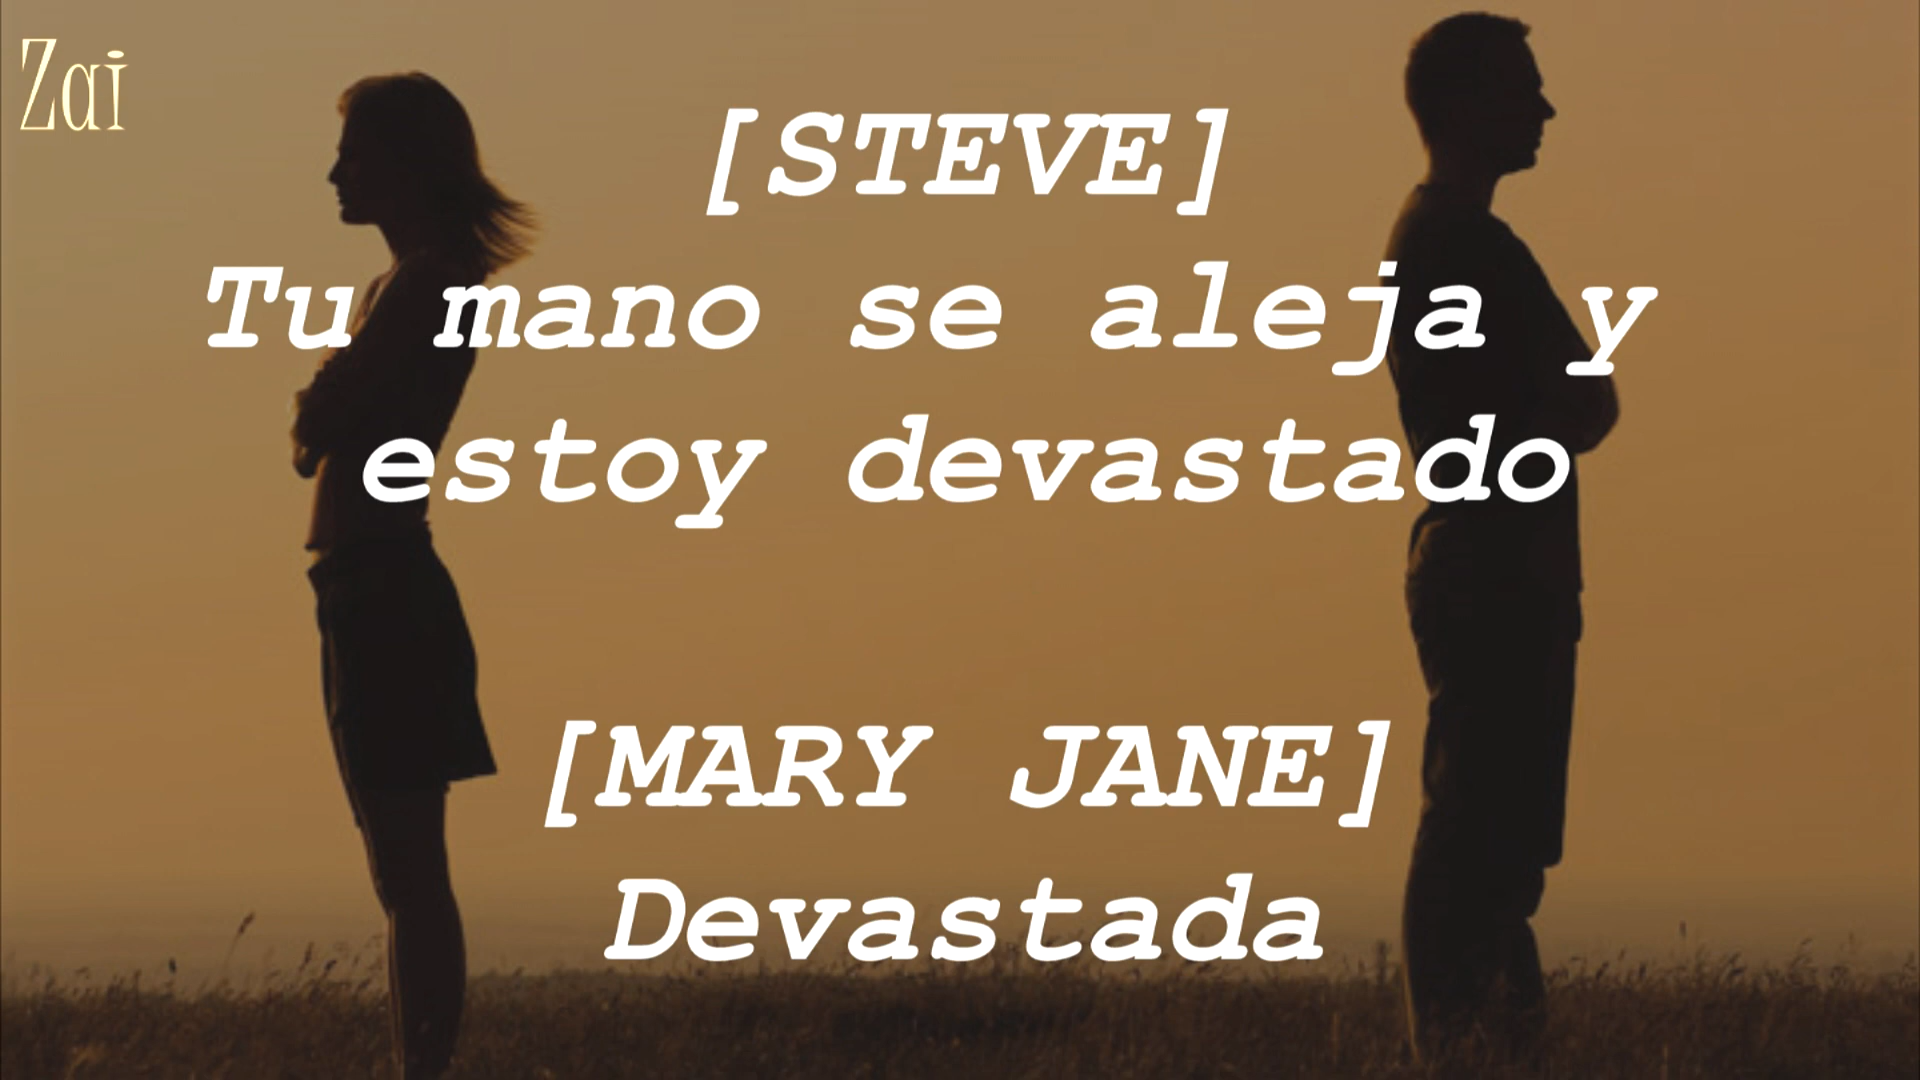 Zai
[STEVE]
Tu mano se aleja y
estoy devastado
[MARY JANE]
Devastada